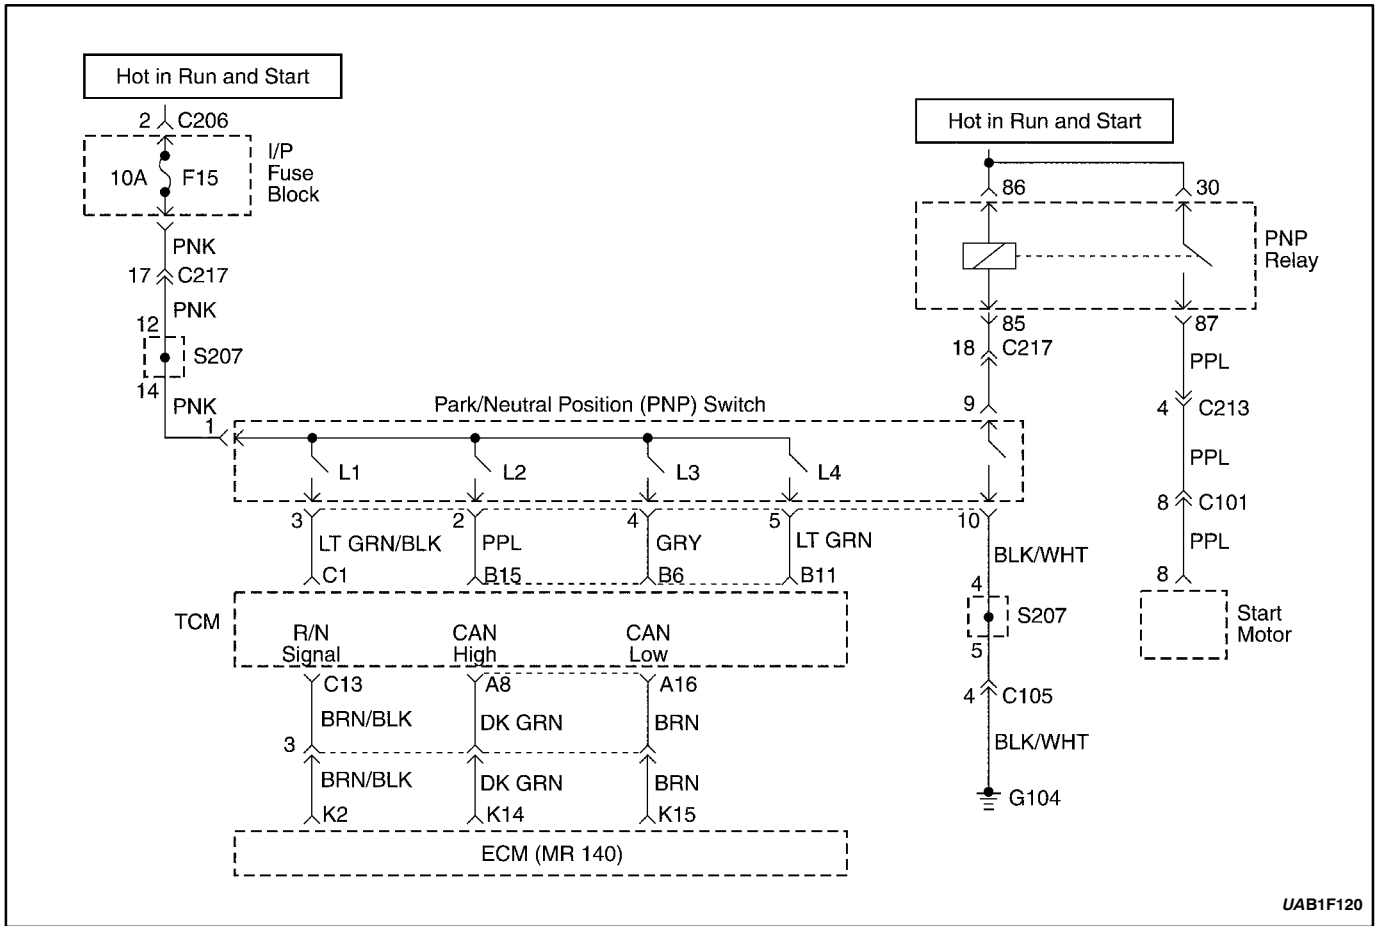 Hot in Run and Start
2 C206
10A F15
I/P
Fuse
Block
PNK
17 C217
PNK
12
S207
14
PNK
1
Hot in Run and Start
86 30
PNP
Relay
85 87
18 C217
PPL
4 C213
PPL
8 C101
PPL
8
Start
Motor
Park/Neutral Position (PNP) Switch
9
L1 L2 L3 L4
3 2 4 5 10
LT GRN/BLK PPL GRY LT GRN
BLK/WHT
C1 B15 B6 B11
4
S207
5
4 C105
BLK/WHT
G104
TCM
R/N
Signal
CAN
High
CAN
Low
C13 A8 A16
BRN/BLK DK GRN BRN
3
BRN/BLK DK GRN BRN
K2 K14 K15
ECM (MR 140)
UAB1F120